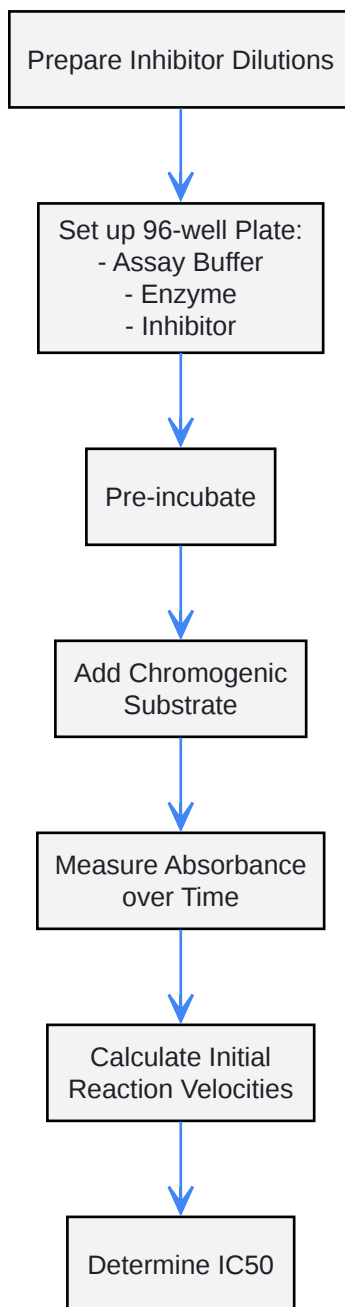 Prepare Inhibitor Dilutions
Set up 96-well Plate:
- Assay Buffer
- Enzyme
- Inhibitor
Pre-incubate
Add Chromogenic
Substrate
Measure Absorbance
over Time
Calculate Initial
Reaction Velocities
Determine IC50